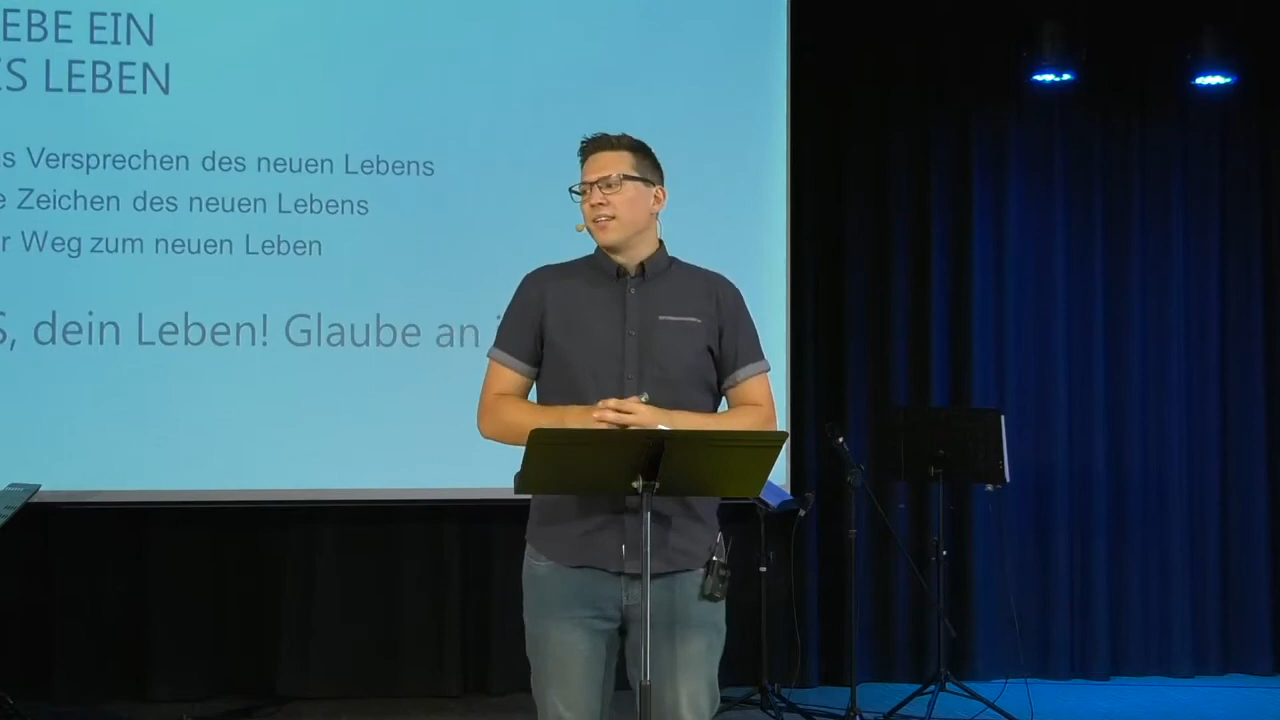 EBE EIN
S LEBEN
s Versprechen des neuen Lebens
e Zeichen des neuen Lebens
r Weg zum neuen Leben
S, dein Leben! Glaube an